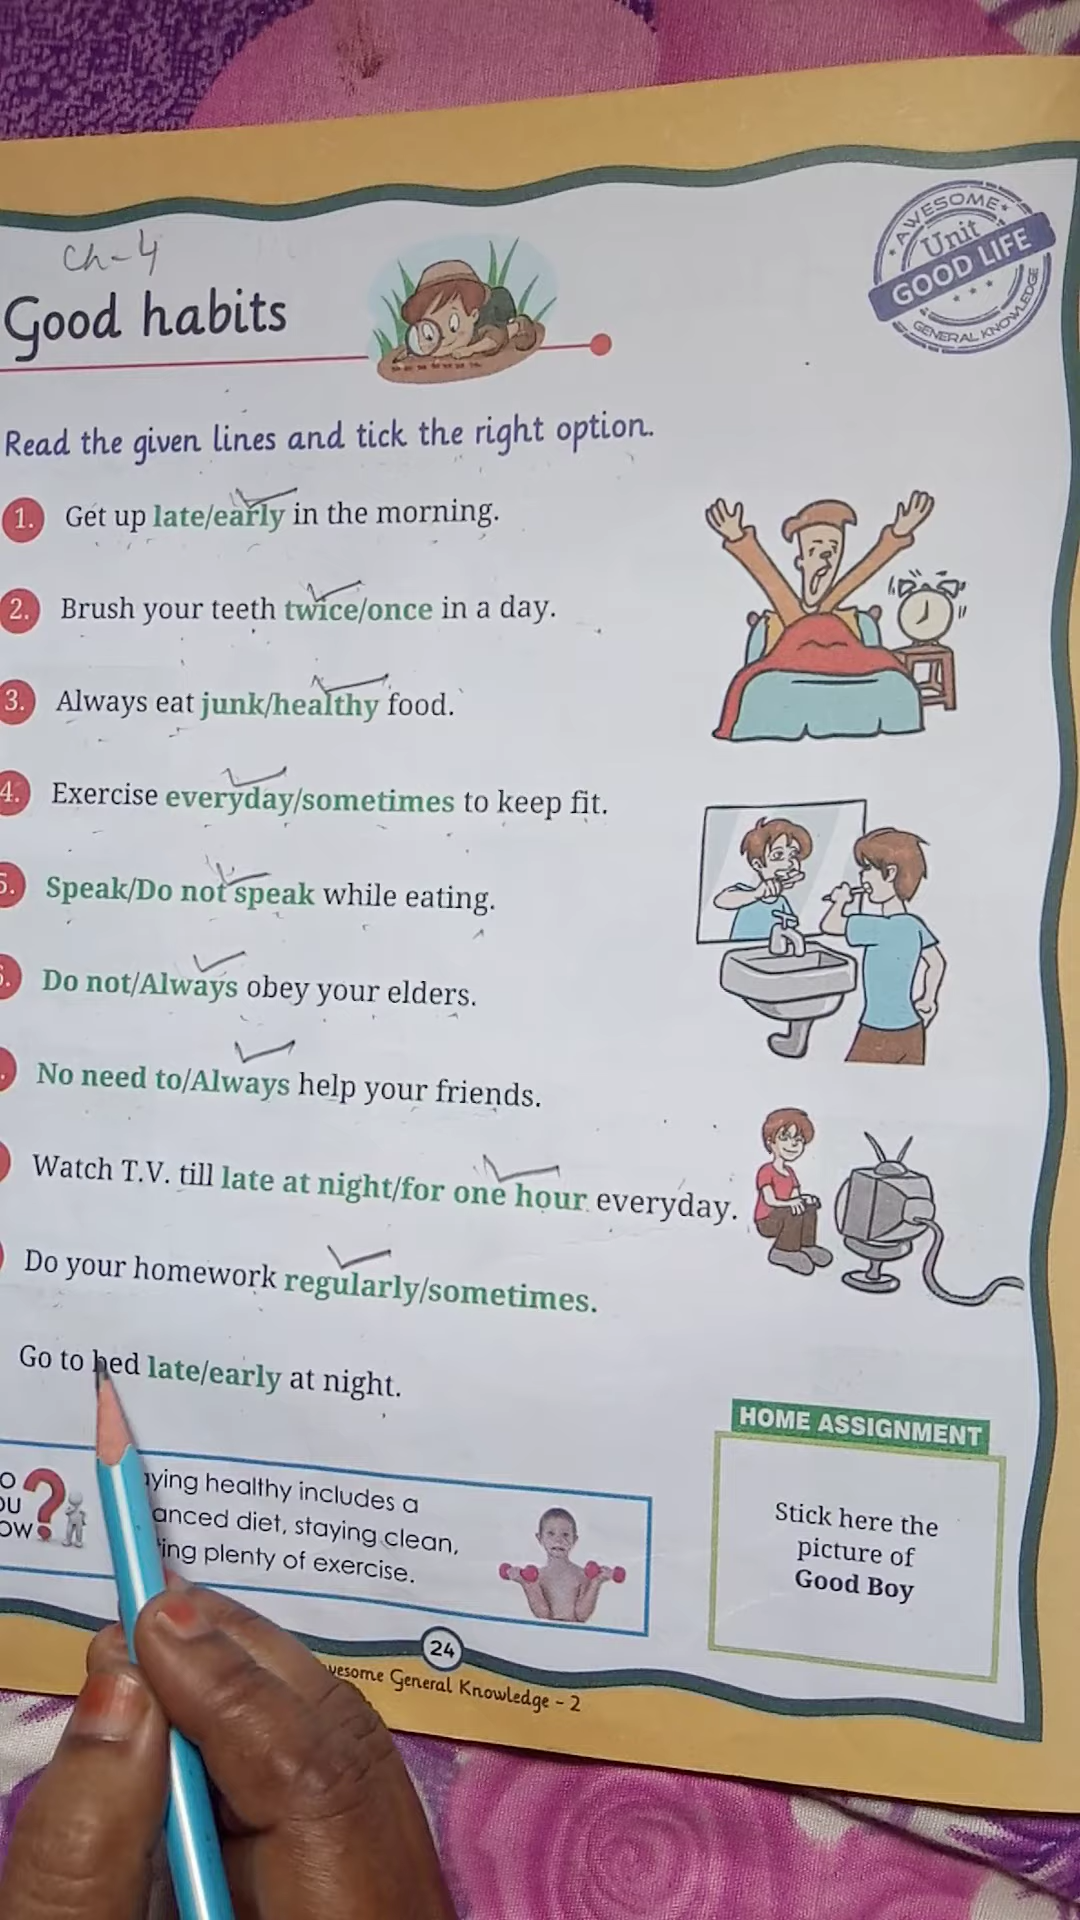 Ch-4
Good habits
AWESOME
Unit
GOOD LIFE
GENERAL KNOWLEDGE
Read the given lines and tick the right option.
1. Get up late/early in the morning.
2. Brush your teeth twice/once in a day.
3. Always eat junk/healthy food.
4. Exercise everyday/sometimes to keep fit.
5. Speak/Do not speak while eating.
Do not/Always obey your elders.
No need to/Always help your friends.
Watch T.V. till late at night/for one hour everyday.
Do your homework regularly/sometimes.
Go to bed late/early at night.
HOME ASSIGNMENT
Stick here the
picture of
Good Boy
healthy includes a
diet, staying clean,
plenty of exercise.
24
General Knowledge - 2